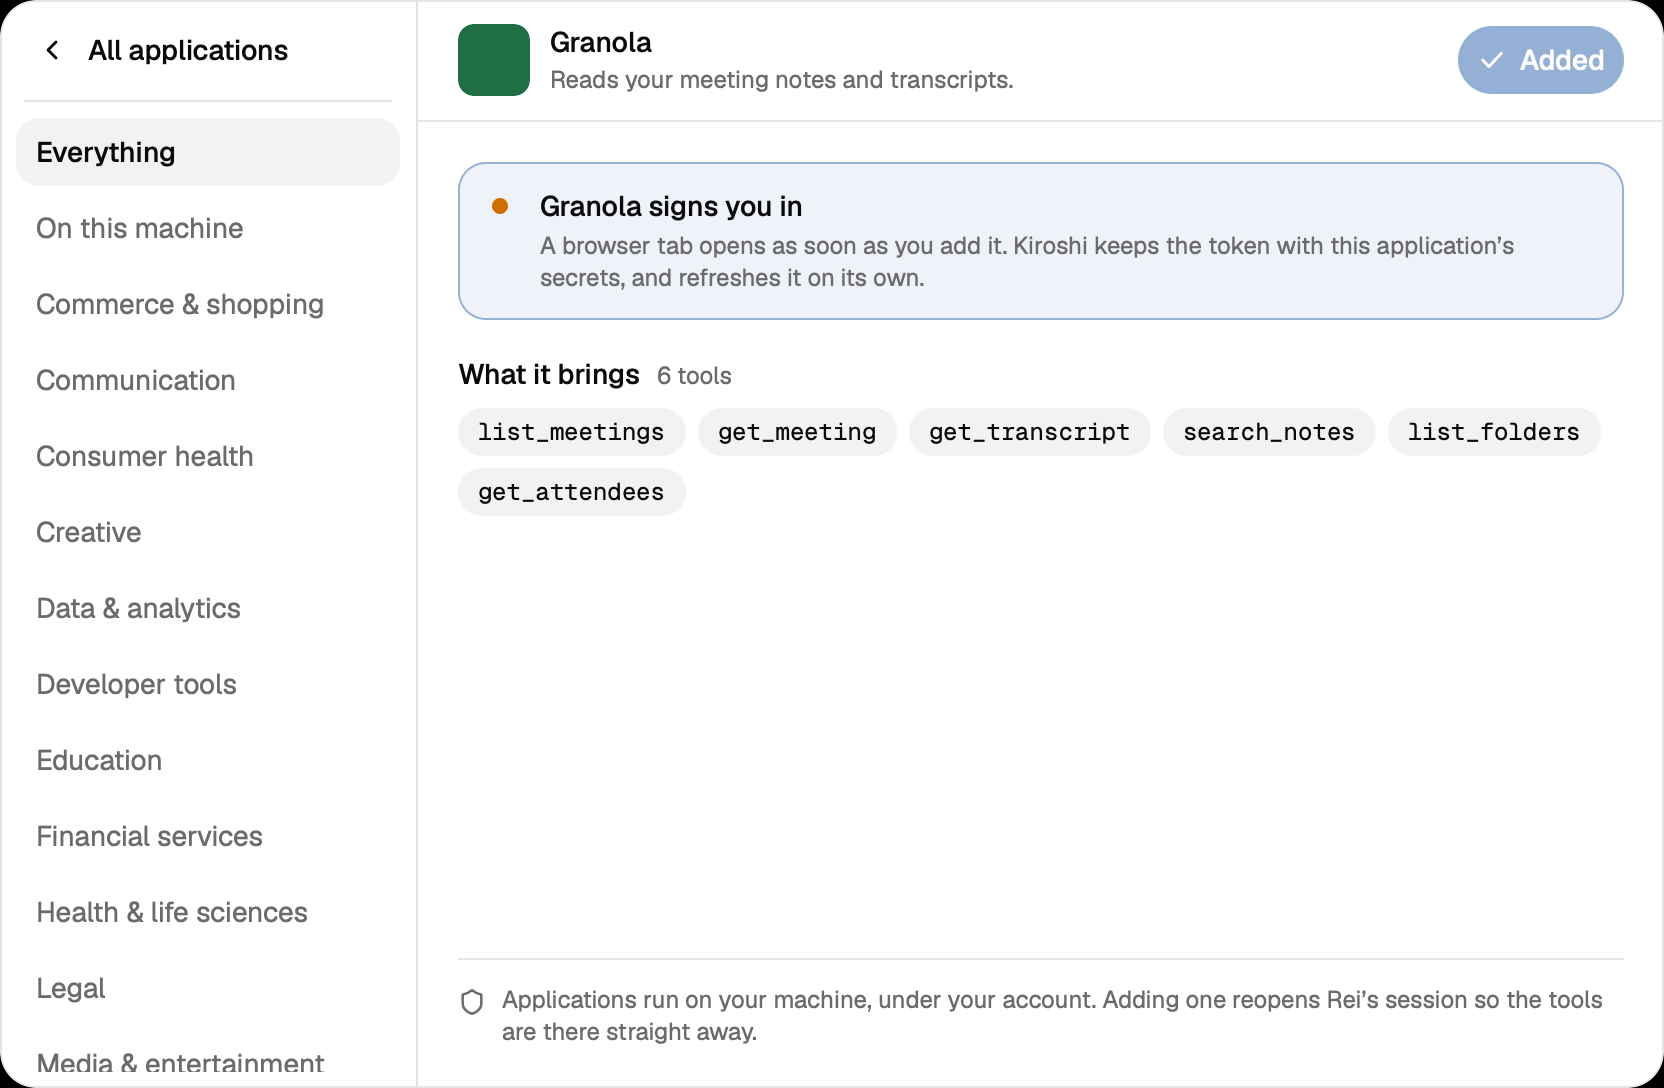 All applications
Everything
On this machine
Commerce & shopping
Communication
Consumer health
Creative
Data & analytics
Developer tools
Education
Financial services
Health & life sciences
Legal
Media & entertainment
Granola
Reads your meeting notes and transcripts.
Added
Granola signs you in
A browser tab opens as soon as you add it. Kiroshi keeps the token with this application’s
secrets, and refreshes it on its own.
What it brings 6 tools
list_meetings get_meeting get_transcript search_notes list_folders
get_attendees
Applications run on your machine, under your account. Adding one reopens Rei’s session so the tools
are there straight away.